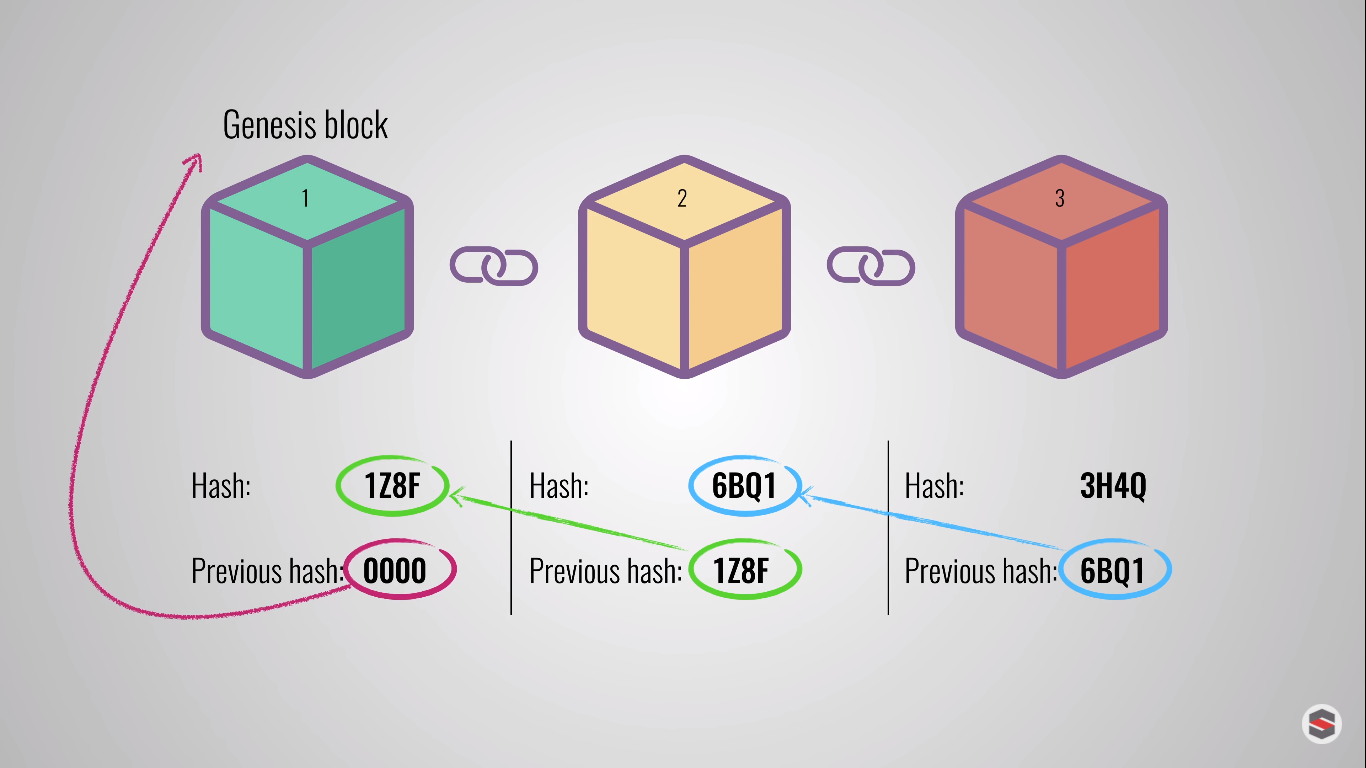 Genesis block
1
2
3
Hash: 1Z8F
Previous hash: 0000
Hash: 6BQ1
Previous hash: 1Z8F
Hash: 3H4Q
Previous hash: 6BQ1